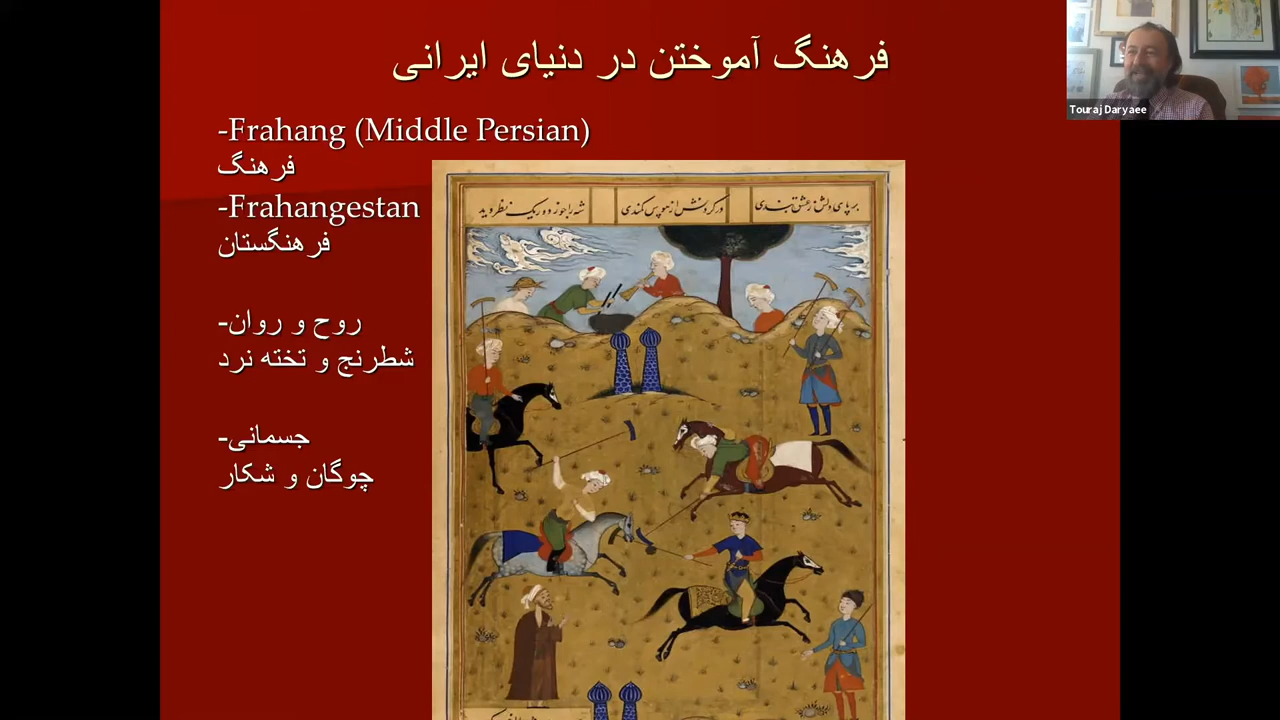 فرهنگ آموختن در دنیای ایرانی
-Frahang (Middle Persian)
فرهنگ
-Frahangestan
فرهنگستان
-روح و روان
شطرنج و تخته نرد
-جسمانی
چوگان و شکار
Touraj Daryaee